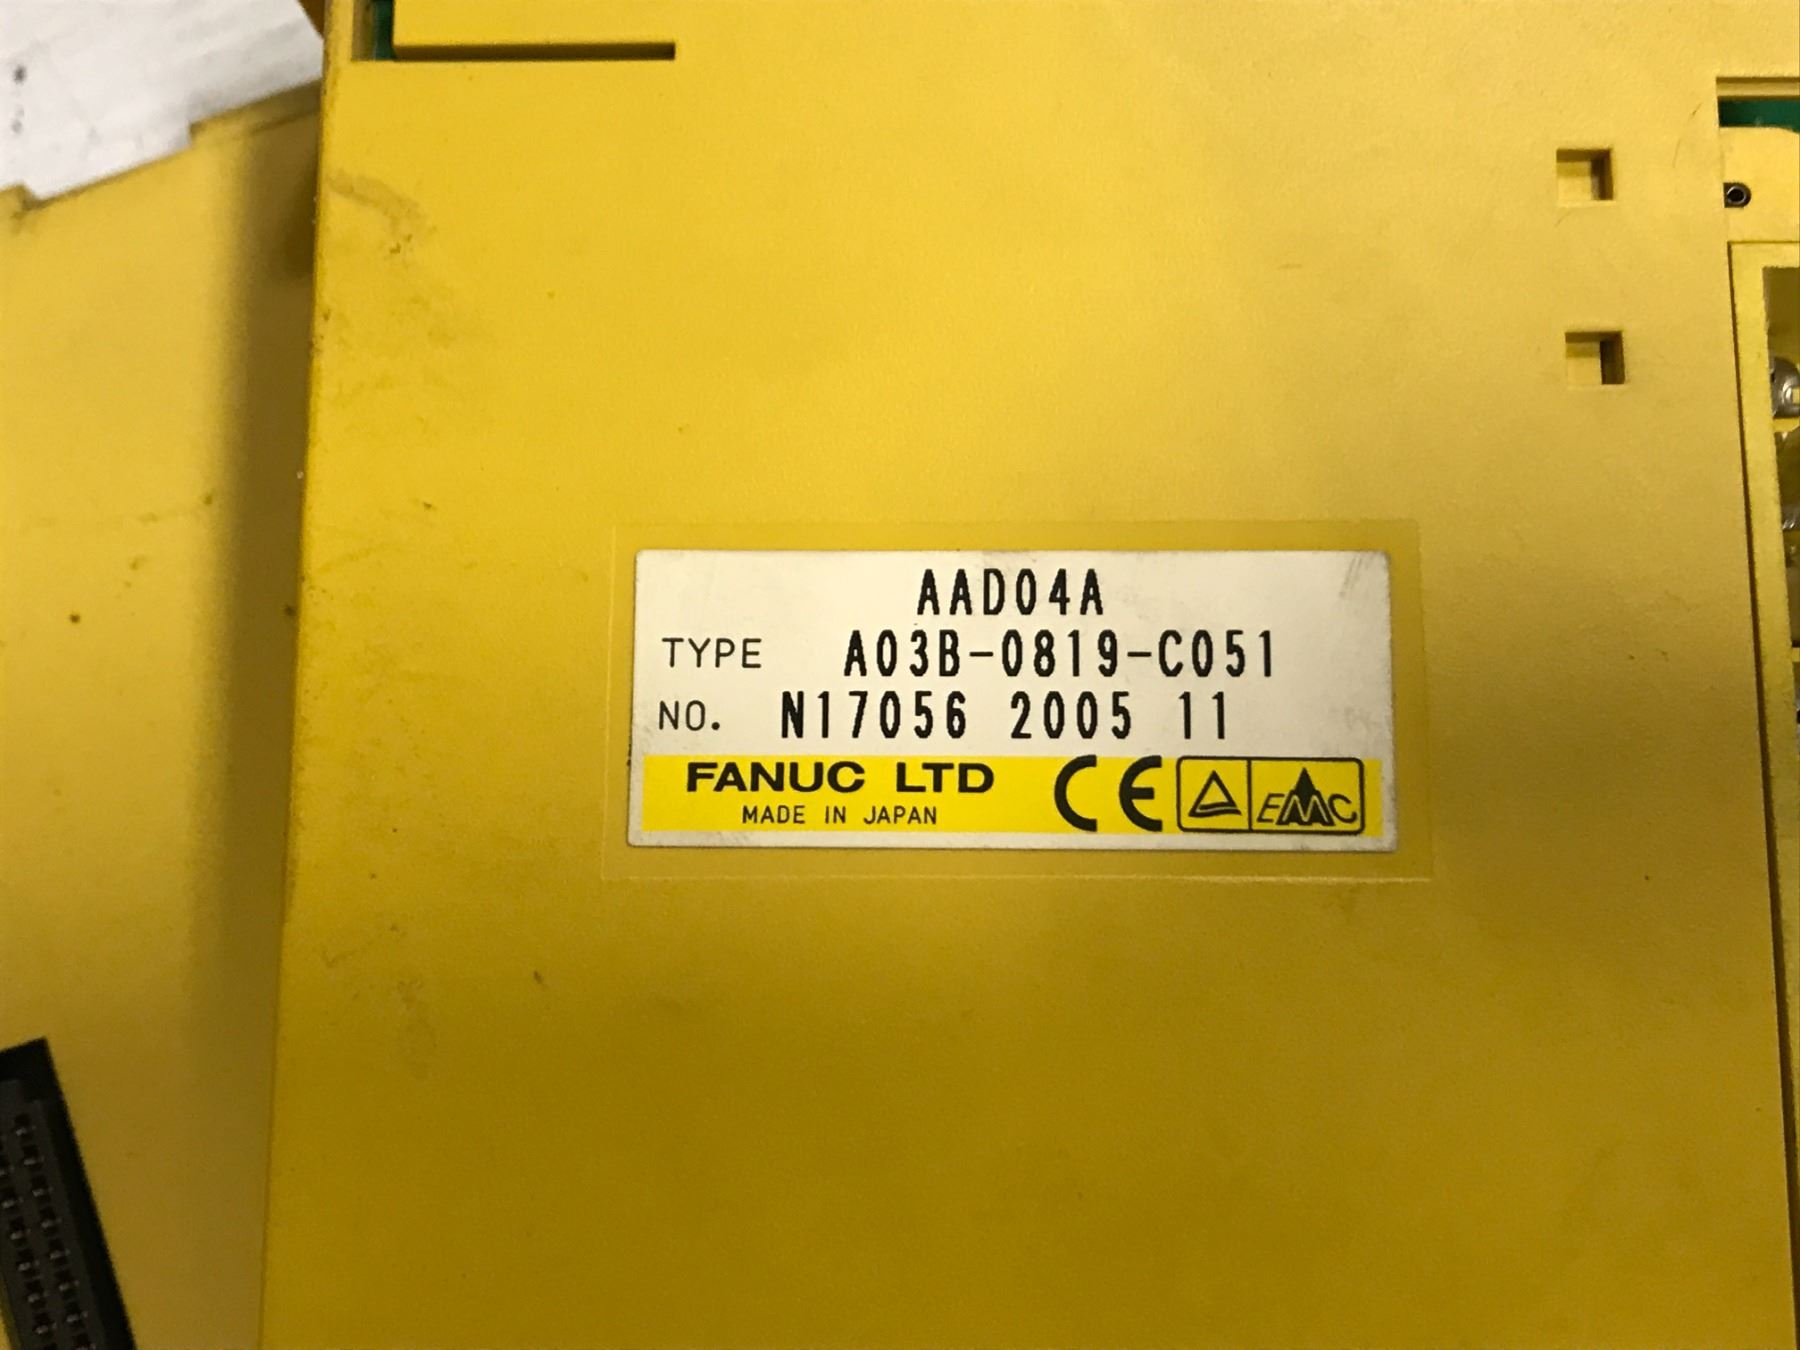 AAD04A
TYPE A03B-0819-C051
NO. N17056 2005 11
FANUC LTD
MADE IN JAPAN
CE EMC